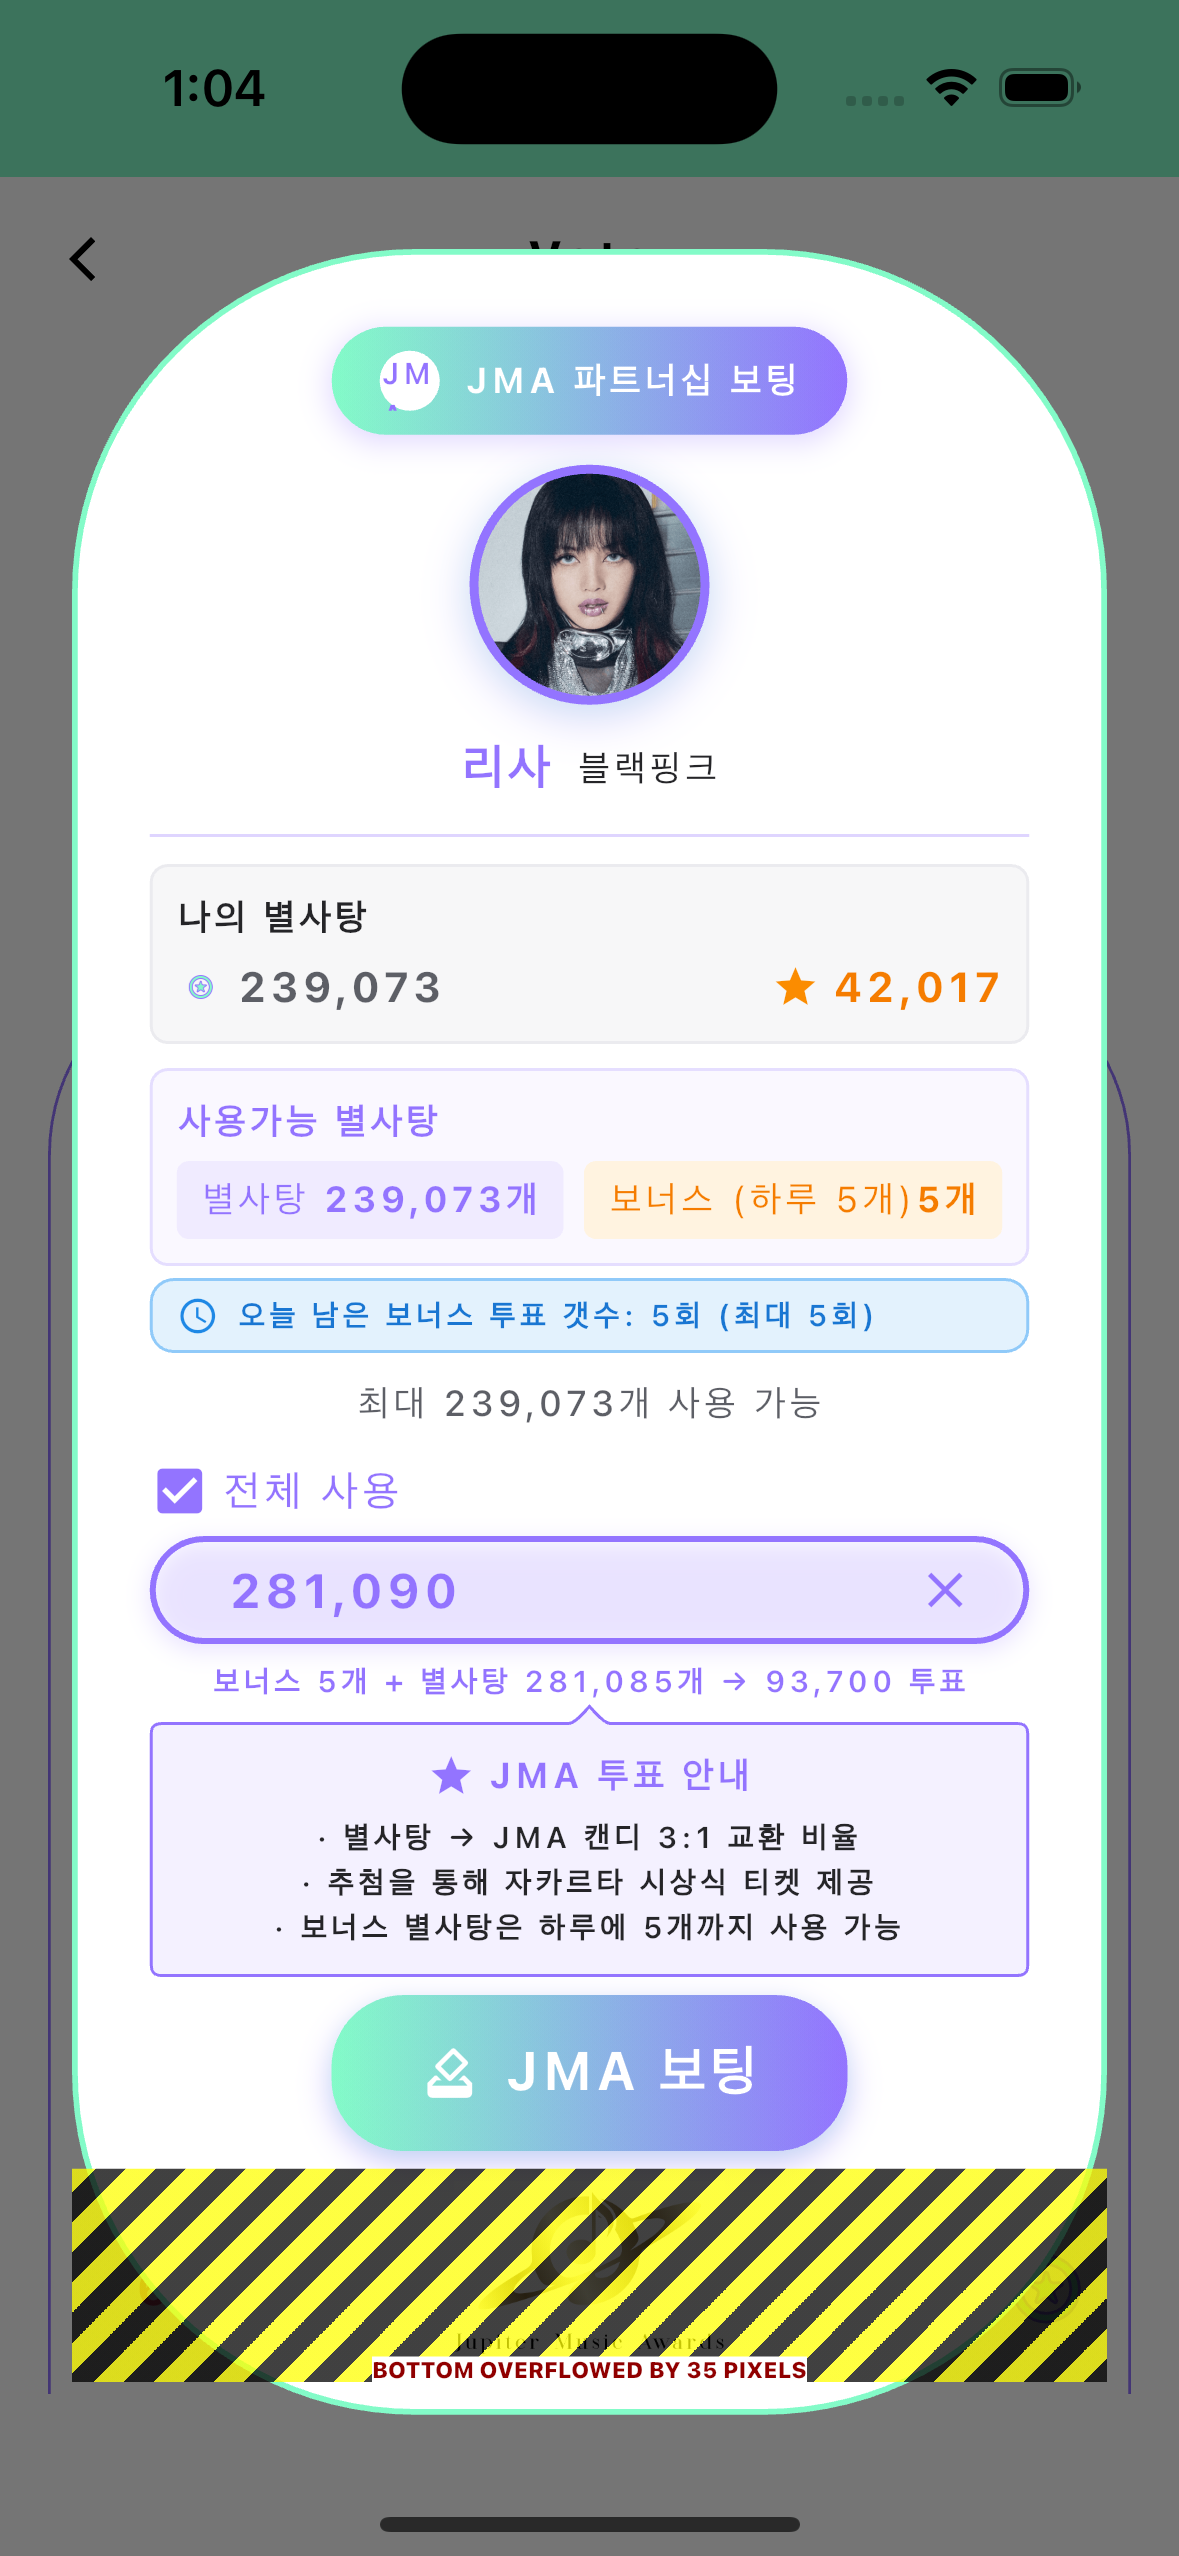 1:04
JM
JMA 파트너십 보팅
리사 블랙핑크
나의 별사탕
239,073
42,017
사용가능 별사탕
별사탕 239,073개
보너스 (하루 5개) 5개
오늘 남은 보너스 투표 갯수: 5회 (최대 5회)
최대 239,073개 사용 가능
전체 사용
281,090
보너스 5개 + 별사탕 281,085개 → 93,700 투표
JMA 투표 안내
· 별사탕 → JMA 캔디 3:1 교환 비율
· 추첨을 통해 자카르타 시상식 티켓 제공
· 보너스 별사탕은 하루에 5개까지 사용 가능
JMA 보팅
Jupiter Music Awards
BOTTOM OVERFLOWED BY 35 PIXELS